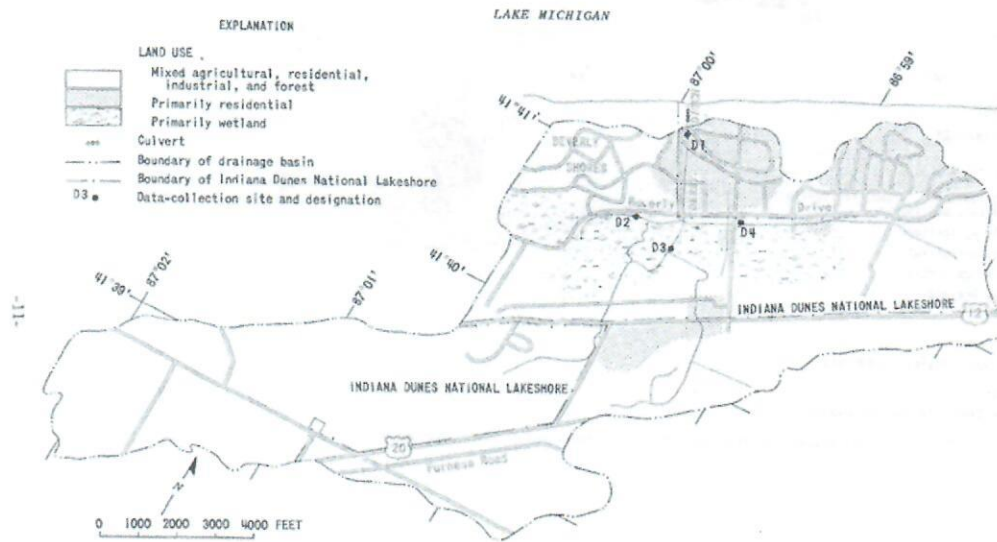 LAKE MICHIGAN
EXPLANATION
LAND USE
Mixed agricultural, residential,
industrial, and forest
Primarily residential
Primarily wetland
Culvert
Boundary of drainage basin
Boundary of Indiana Dunes National Lakeshore
D3 Data-collection site and designation
87°00'
86°59'
41°41'
D1
BEVERLY
SHORES
Beverly
Drive
D2
D4
D3
41°40'
87°02'
41°39'
87°01'
-11-
INDIANA DUNES NATIONAL LAKESHORE
12
INDIANA DUNES NATIONAL LAKESHORE
20
Furness Road
N
0 1000 2000 3000 4000 FEET